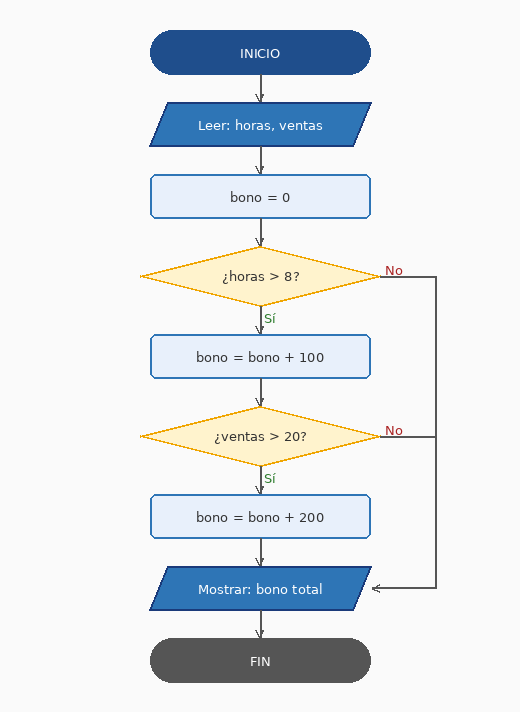 INICIO
Leer: horas, ventas
bono = 0
¿horas > 8?
No
Sí
bono = bono + 100
¿ventas > 20?
No
Sí
bono = bono + 200
Mostrar: bono total
FIN